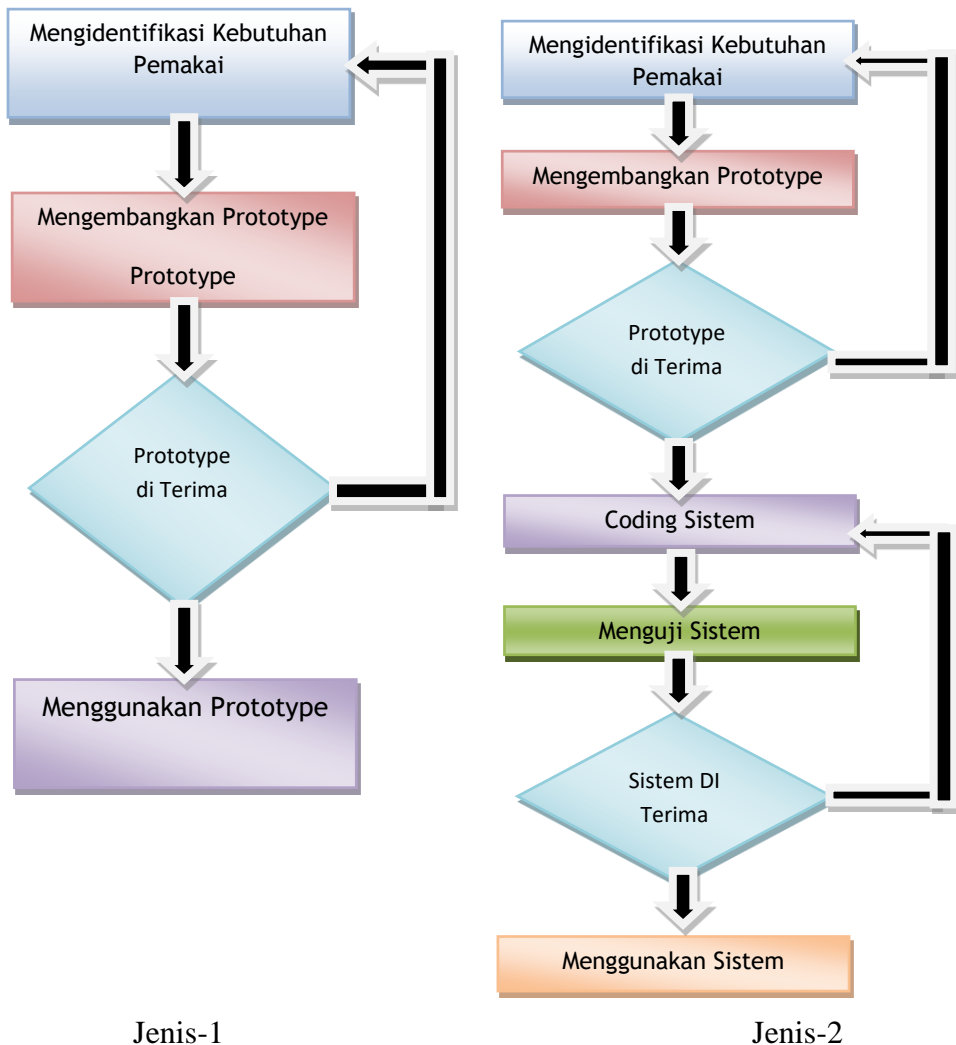 Mengidentifikasi Kebutuhan
Pemakai
Mengembangkan Prototype
Prototype
Prototype
di Terima
Menggunakan Prototype
Jenis-1
Mengidentifikasi Kebutuhan
Pemakai
Mengembangkan Prototype
Prototype
di Terima
Coding Sistem
Menguji Sistem
Sistem DI
Terima
Menggunakan Sistem
Jenis-2